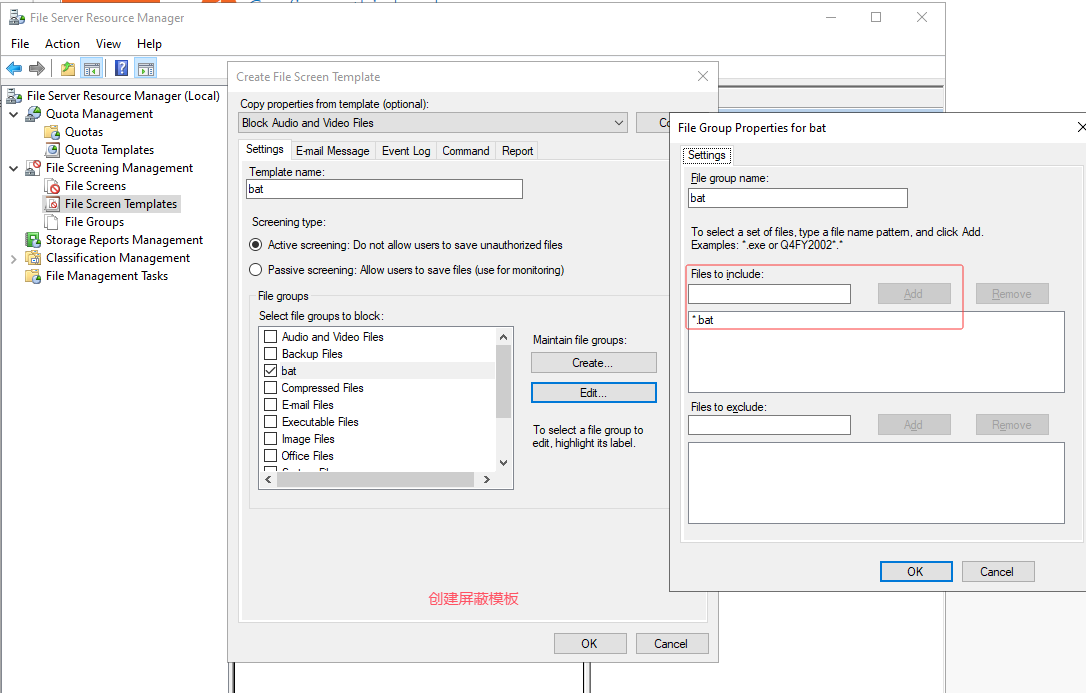 File Server Resource Manager
File Action View Help
File Server Resource Manager (Local)
Quota Management
Quotas
Quota Templates
File Screening Management
File Screens
File Screen Templates
File Groups
Storage Reports Management
Classification Management
File Management Tasks
Create File Screen Template
Copy properties from template (optional):
Block Audio and Video Files
Settings E-mail Message Event Log Command Report
Template name:
bat
Screening type:
Active screening: Do not allow users to save unauthorized files
Passive screening: Allow users to save files (use for monitoring)
File groups
Select file groups to block:
Audio and Video Files
Backup Files
bat
Compressed Files
E-mail Files
Executable Files
Image Files
Office Files
Maintain file groups:
Create...
Edit...
To select a file group to
edit, highlight its label.
创建屏蔽模板
OK Cancel
File Group Properties for bat
Settings
File group name:
bat
To select a set of files, type a file name pattern, and click Add.
Examples: *.exe or Q4FY2002*.*
Files to include:
Add Remove
*.bat
Files to exclude:
Add Remove
OK Cancel